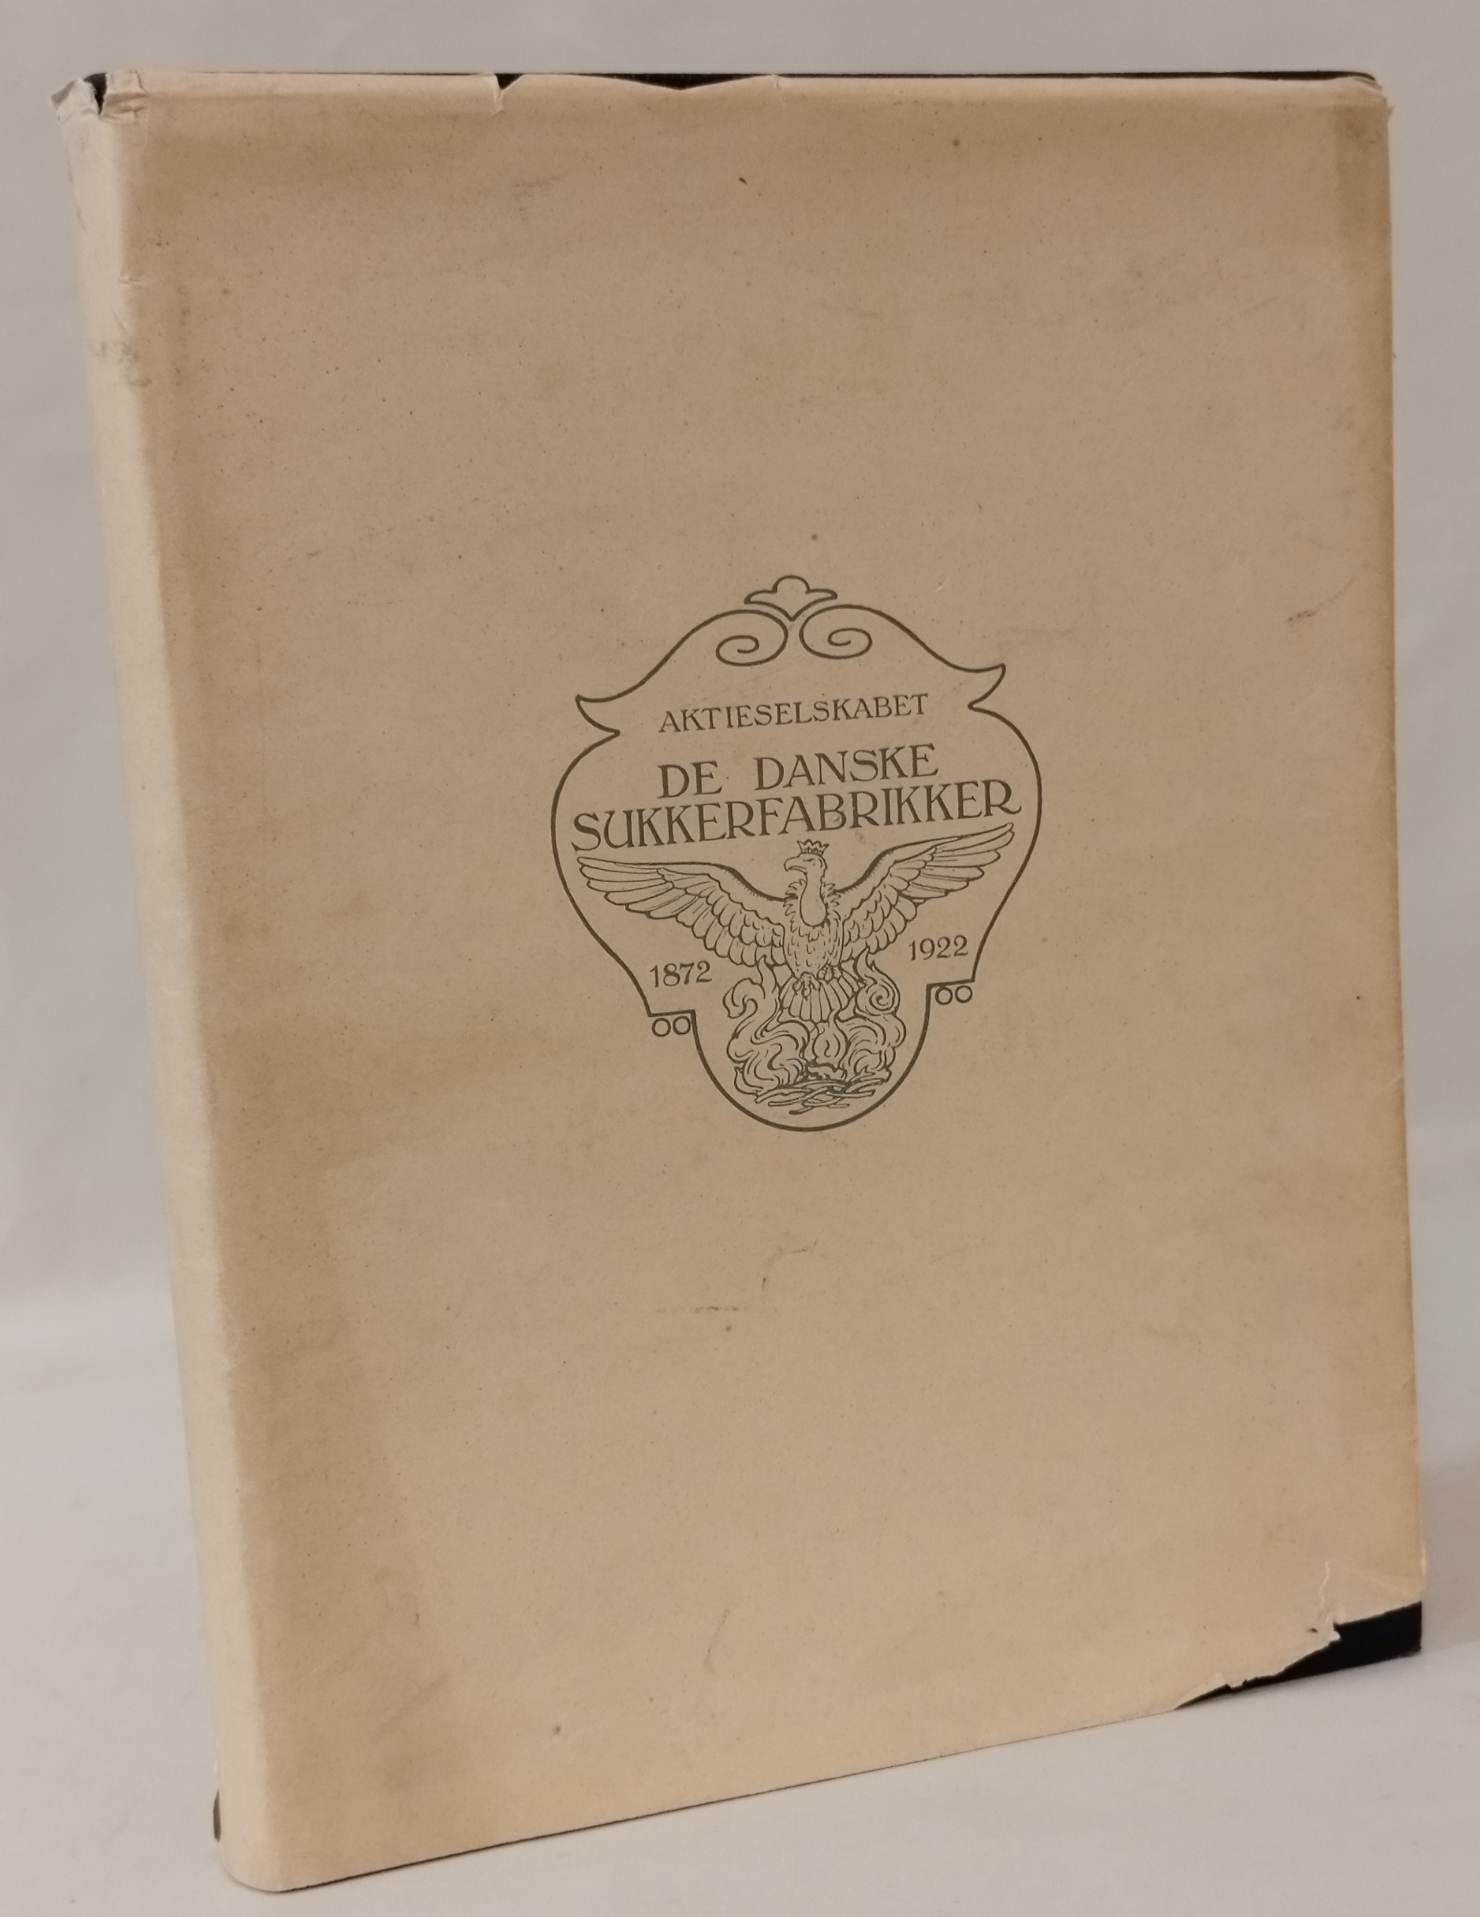 AKTIESELSKABET
DE DANSKE
SUKKERFABRIKKER
1872 1922